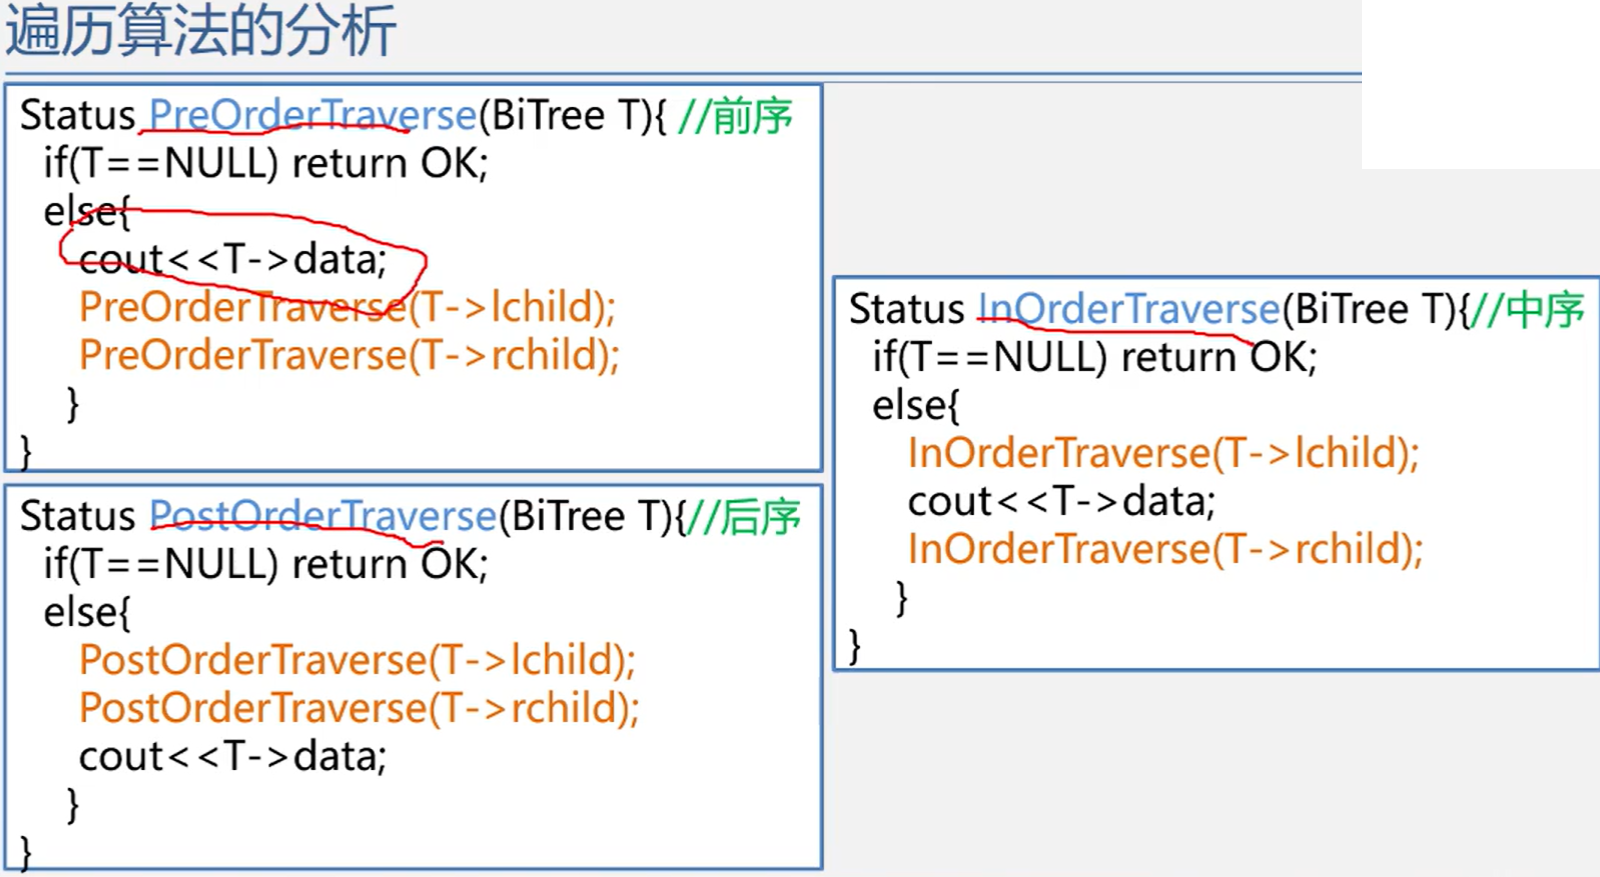 遍历算法的分析
Status PreOrderTraverse(BiTree T){ //前序
if(T==NULL) return OK;
else{
cout<<T->data;
PreOrderTraverse(T->lchild);
PreOrderTraverse(T->rchild);
}
}
Status PostOrderTraverse(BiTree T){//后序
if(T==NULL) return OK;
else{
PostOrderTraverse(T->lchild);
PostOrderTraverse(T->rchild);
cout<<T->data;
}
}
Status InOrderTraverse(BiTree T){//中序
if(T==NULL) return OK;
else{
InOrderTraverse(T->lchild);
cout<<T->data;
InOrderTraverse(T->rchild);
}
}